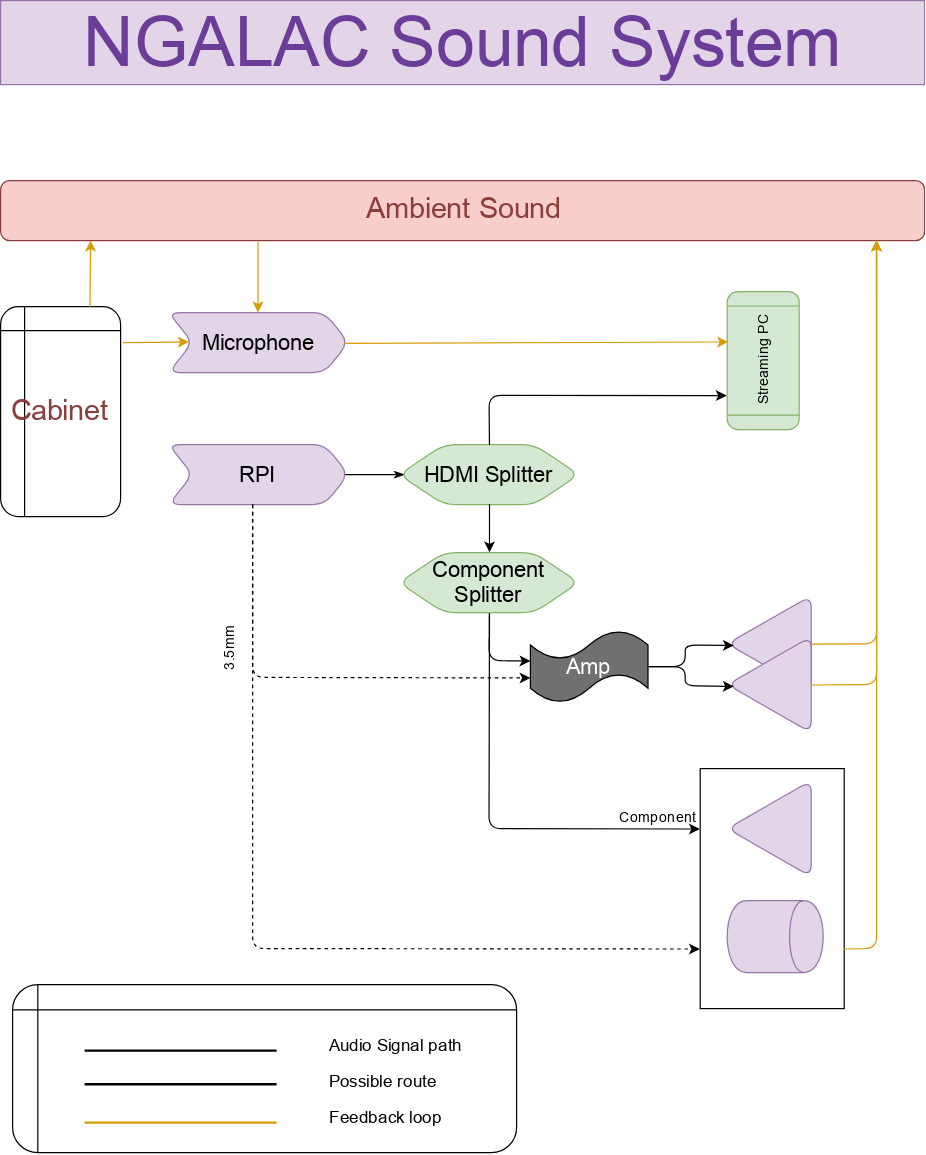 NGALAC Sound System
Ambient Sound
Microphone
Streaming PC
Cabinet
RPI
HDMI Splitter
Component
Splitter
3.5mm
Amp
Component
Audio Signal path
Possible route
Feedback loop